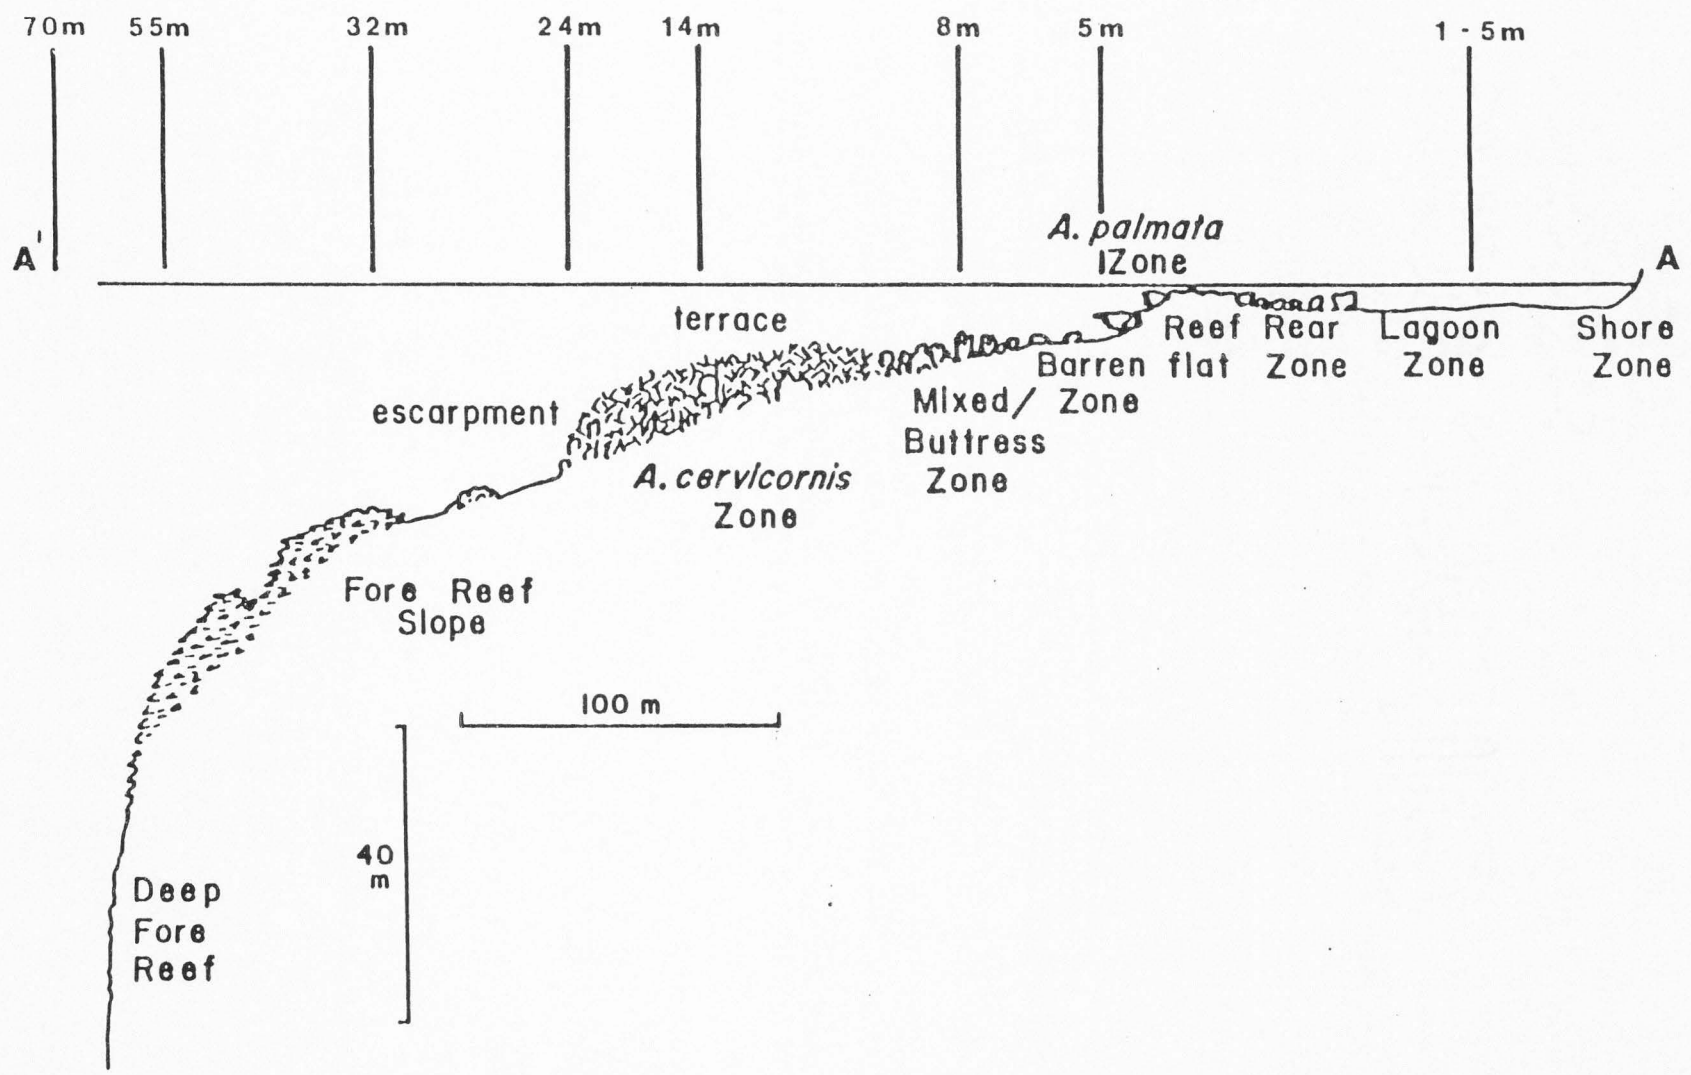 70m 55m 32m 24m 14m 8m 5m 1 - 5m
A' A
A. palmata
Zone
terrace
Reef Rear Lagoon Shore
Barren flat Zone Zone Zone
Mixed/ Zone
Buttress
Zone
escarpment
A. cervicornis
Zone
Fore Reef
Slope
100 m
40
m
Deep
Fore
Reef